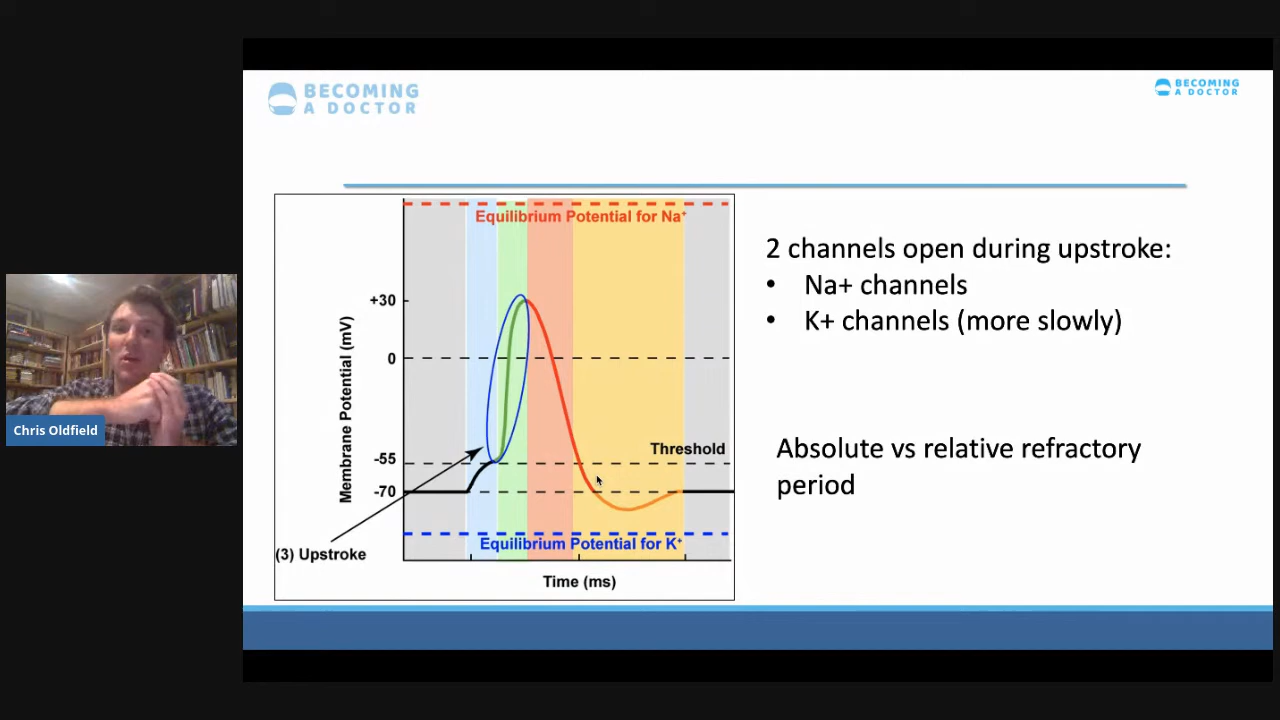 BECOMING
A DOCTOR
BECOMING
A DOCTOR
Equilibrium Potential for Na⁺
+30
0
-55
-70
Membrane Potential (mV)
Threshold
(3) Upstroke
Equilibrium Potential for K⁺
Time (ms)
2 channels open during upstroke:
• Na+ channels
• K+ channels (more slowly)
Absolute vs relative refractory
period
Chris Oldfield